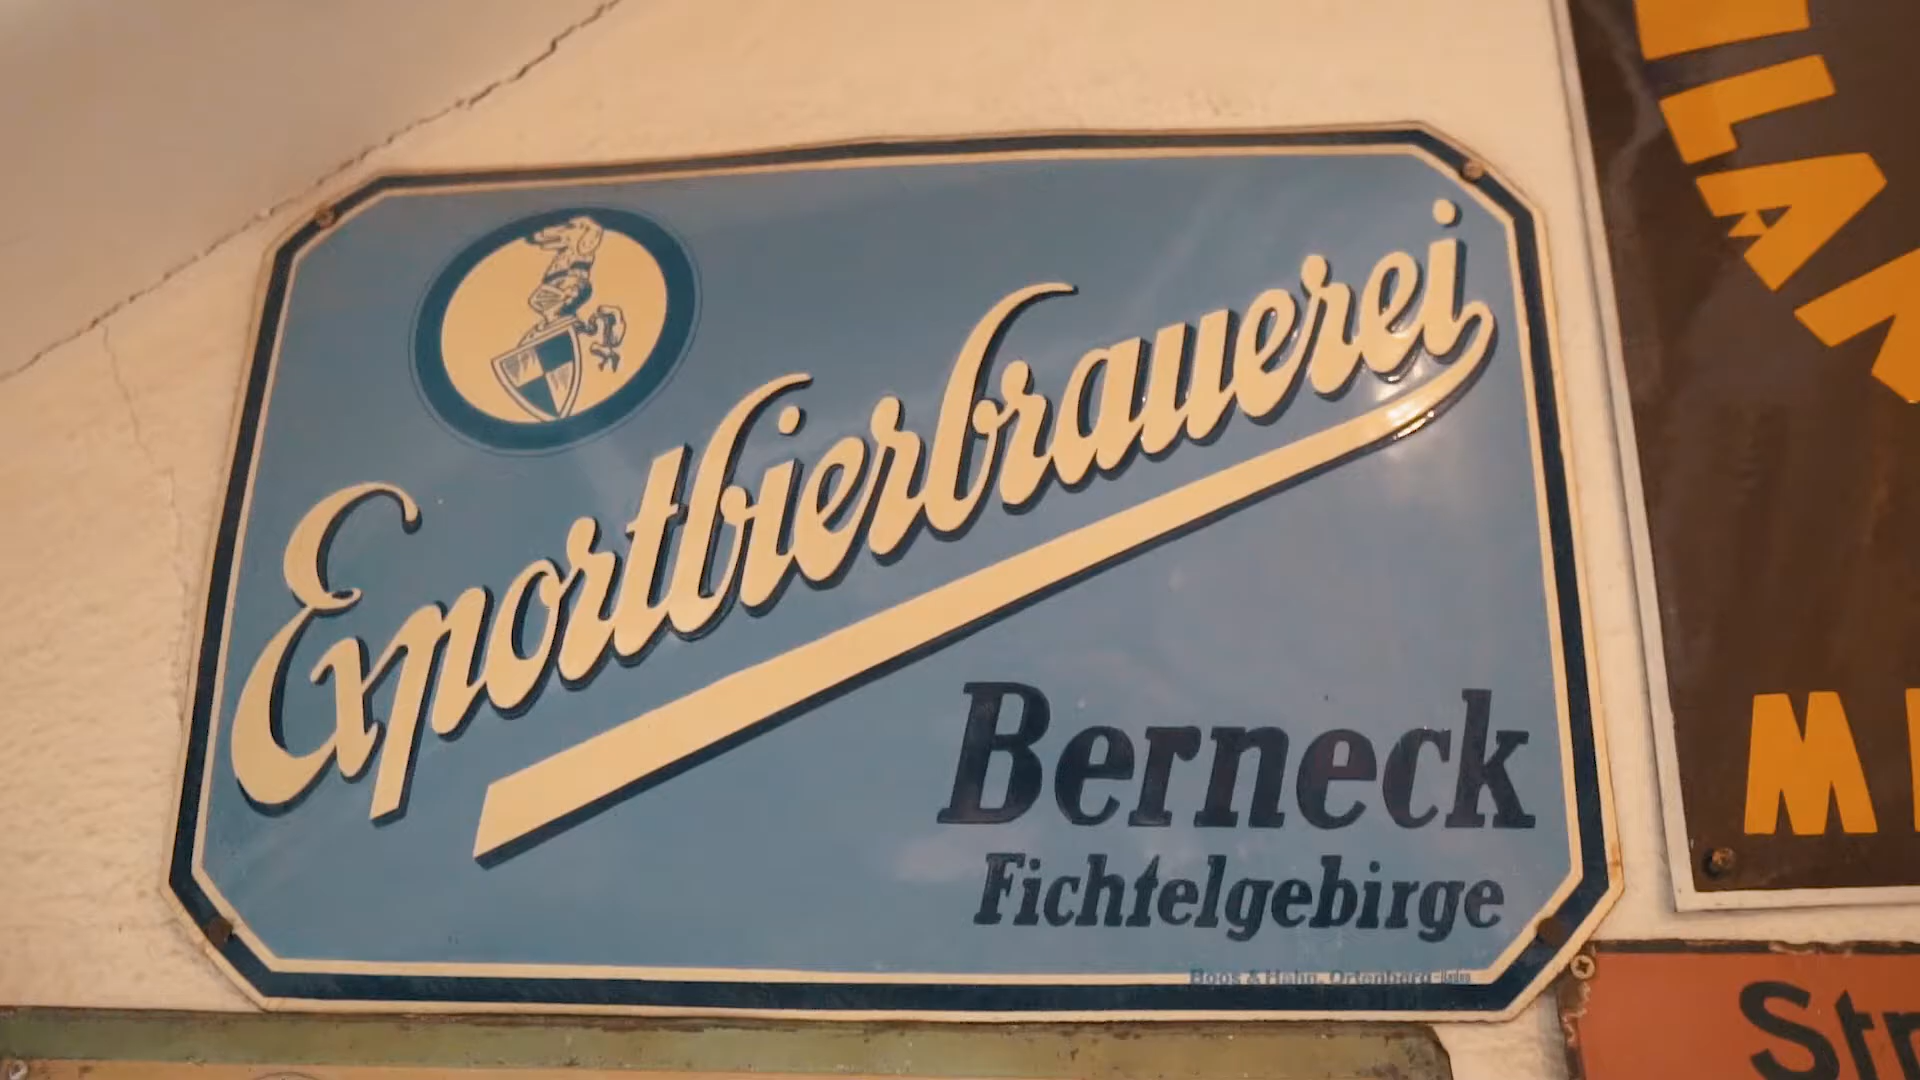 Exportbierbrauerei
Berneck
Fichtelgebirge
Boos & Hahn, Ortenberg-Baden